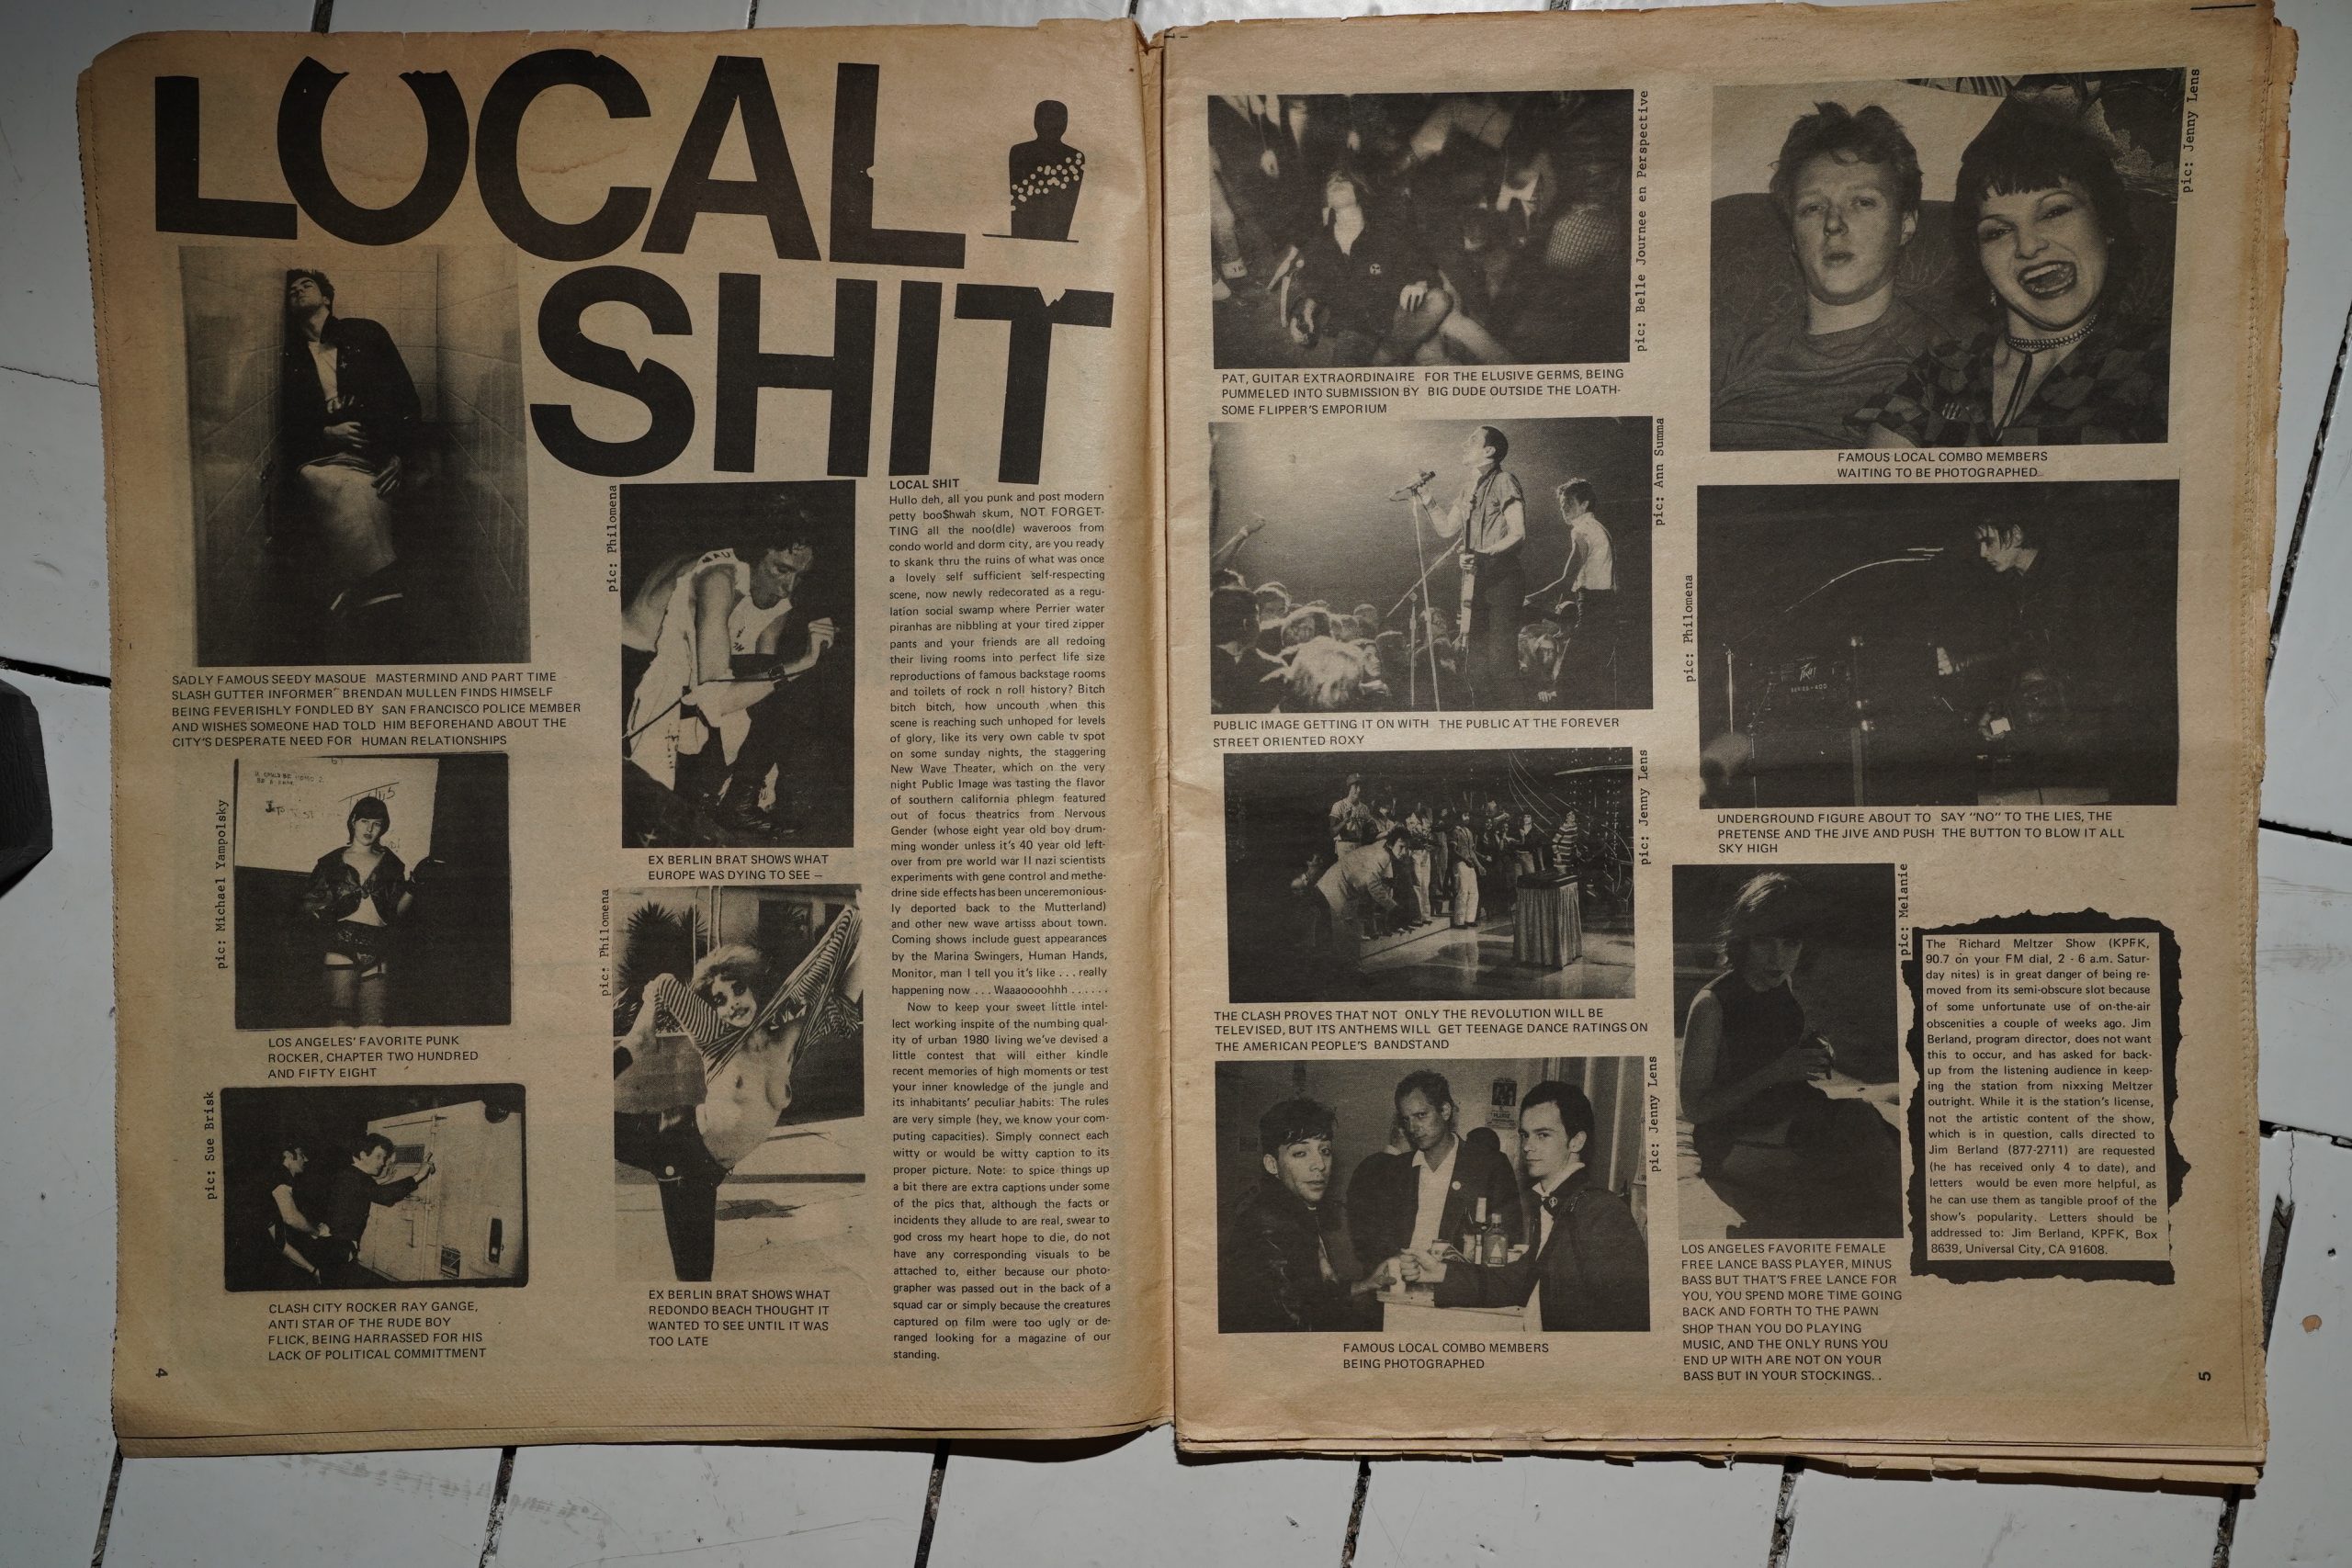 LOCAL
SHIT
SADLY FAMOUS SEEDY MASQUE MASTERMIND AND PART TIME
SLASH GUTTER INFORMER BRENDAN MULLEN FINDS HIMSELF
BEING FEVERISHLY FONDLED BY SAN FRANCISCO POLICE MEMBER
AND WISHES SOMEONE HAD TOLD HIM BEFOREHAND ABOUT THE
CITY'S DESPERATE NEED FOR HUMAN RELATIONSHIPS
pic: Michael Yampolsky
LOS ANGELES' FAVORITE PUNK
ROCKER, CHAPTER TWO HUNDRED
AND FIFTY EIGHT
pic: Sue Brisk
CLASH CITY ROCKER RAY GANGE,
ANTI STAR OF THE RUDE BOY
FLICK, BEING HARRASSED FOR HIS
LACK OF POLITICAL COMMITTMENT
4
pic: Philomena
EX BERLIN BRAT SHOWS WHAT
EUROPE WAS DYING TO SEE —
pic: Philomena
EX BERLIN BRAT SHOWS WHAT
REDONDO BEACH THOUGHT IT
WANTED TO SEE UNTIL IT WAS
TOO LATE
LOCAL SHIT
Hullo deh, all you punk and post modern
petty boo$hwah skum, NOT FORGET-
TING all the noo(dle) waveroos from
condo world and dorm city, are you ready
to skank thru the ruins of what was once
a lovely self sufficient self-respecting
scene, now newly redecorated as a regu-
lation social swamp where Perrier water
piranhas are nibbling at your tired zipper
pants and your friends are all redoing
their living rooms into perfect life size
reproductions of famous backstage rooms
and toilets of rock n roll history? Bitch
bitch bitch, how uncouth when this
scene is reaching such unhoped for levels
of glory, like its very own cable tv spot
on some sunday nights, the staggering
New Wave Theater, which on the very
night Public Image was tasting the flavor
of southern california phlegm featured
out of focus theatrics from Nervous
Gender (whose eight year old boy drum-
ming wonder unless it's 40 year old left-
over from pre world war II nazi scientists
experiments with gene control and methe-
drine side effects has been unceremonious-
ly deported back to the Mutterland)
and other new wave artisss about town.
Coming shows include guest appearances
by the Marina Swingers, Human Hands,
Monitor, man I tell you it's like . . . really
happening now . . . Waaaoooohhh . . . . . .
Now to keep your sweet little intel-
lect working inspite of the numbing qual-
ity of urban 1980 living we've devised a
little contest that will either kindle
recent memories of high moments or test
your inner knowledge of the jungle and
its inhabitants' peculiar habits: The rules
are very simple (hey, we know your com-
puting capacities). Simply connect each
witty or would be witty caption to its
proper picture. Note: to spice things up
a bit there are extra captions under some
of the pics that, although the facts or
incidents they allude to are real, swear to
god cross my heart hope to die, do not
have any corresponding visuals to be
attached to, either because our photo-
grapher was passed out in the back of a
squad car or simply because the creatures
captured on film were too ugly or de-
ranged looking for a magazine of our
standing.
pic: Belle Journee en Perspective
PAT, GUITAR EXTRAORDINAIRE FOR THE ELUSIVE GERMS, BEING
PUMMELED INTO SUBMISSION BY BIG DUDE OUTSIDE THE LOATH-
SOME FLIPPER'S EMPORIUM
pic: Ann Summa
PUBLIC IMAGE GETTING IT ON WITH THE PUBLIC AT THE FOREVER
STREET ORIENTED ROXY
pic: Jenny Lens
THE CLASH PROVES THAT NOT ONLY THE REVOLUTION WILL BE
TELEVISED, BUT ITS ANTHEMS WILL GET TEENAGE DANCE RATINGS ON
THE AMERICAN PEOPLE'S BANDSTAND
pic: Jenny Lens
FAMOUS LOCAL COMBO MEMBERS
BEING PHOTOGRAPHED
pic: Jenny Lens
FAMOUS LOCAL COMBO MEMBERS
WAITING TO BE PHOTOGRAPHED
pic: Philomena
UNDERGROUND FIGURE ABOUT TO SAY "NO" TO THE LIES, THE
PRETENSE AND THE JIVE AND PUSH THE BUTTON TO BLOW IT ALL
SKY HIGH
pic: Melanie
LOS ANGELES FAVORITE FEMALE
FREE LANCE BASS PLAYER, MINUS
BASS BUT THAT'S FREE LANCE FOR
YOU, YOU SPEND MORE TIME GOING
BACK AND FORTH TO THE PAWN
SHOP THAN YOU DO PLAYING
MUSIC, AND THE ONLY RUNS YOU
END UP WITH ARE NOT ON YOUR
BASS BUT IN YOUR STOCKINGS. .
The Richard Meltzer Show (KPFK,
90.7 on your FM dial, 2 - 6 a.m. Satur-
day nites) is in great danger of being re-
moved from its semi-obscure slot because
of some unfortunate use of on-the-air
obscenities a couple of weeks ago. Jim
Berland, program director, does not want
this to occur, and has asked for back-
up from the listening audience in keep-
ing the station from nixxing Meltzer
outright. While it is the station's license,
not the artistic content of the show,
which is in question, calls directed to
Jim Berland (877-2711) are requested
(he has received only 4 to date), and
letters would be even more helpful, as
he can use them as tangible proof of the
show's popularity. Letters should be
addressed to: Jim Berland, KPFK, Box
8639, Universal City, CA 91608.
5